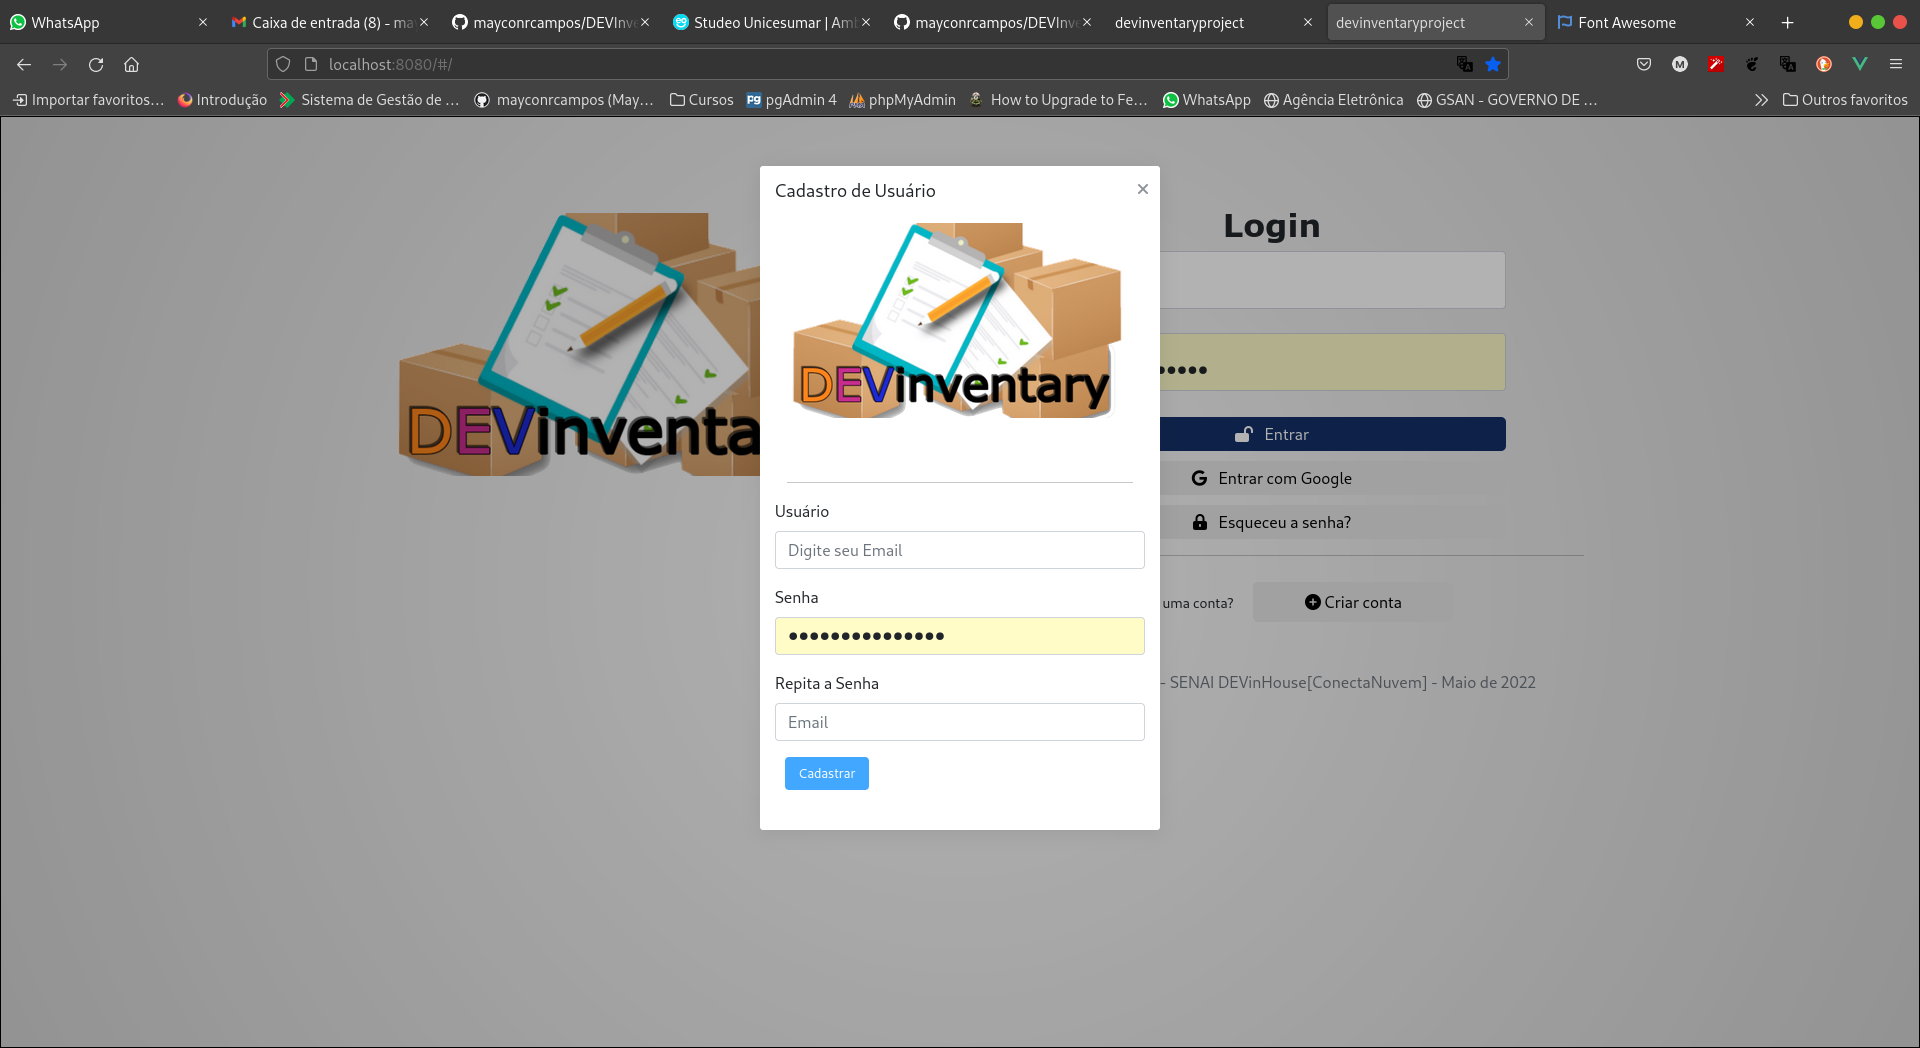 WhatsApp
Caixa de entrada (8) - ma
mayconrcampos/DEVInve
Studeo Unicesumar | Aml
mayconrcampos/DEVInve
devinventaryproject
devinventaryproject
Font Awesome
localhost:8080/#/
Importar favoritos...
Introdução
Sistema de Gestão de ...
mayconrcampos (May...
Cursos
pgAdmin 4
phpMyAdmin
How to Upgrade to Fe...
WhatsApp
Agência Eletrônica
GSAN - GOVERNO DE ...
Outros favoritos
DEVinventa
Cadastro de Usuário
DEVinventary
Usuário
Digite seu Email
Senha
Repita a Senha
Email
Cadastrar
Login
Entrar
Entrar com Google
Esqueceu a senha?
uma conta?
Criar conta
- SENAI DEVinHouse[ConectaNuvem] - Maio de 2022